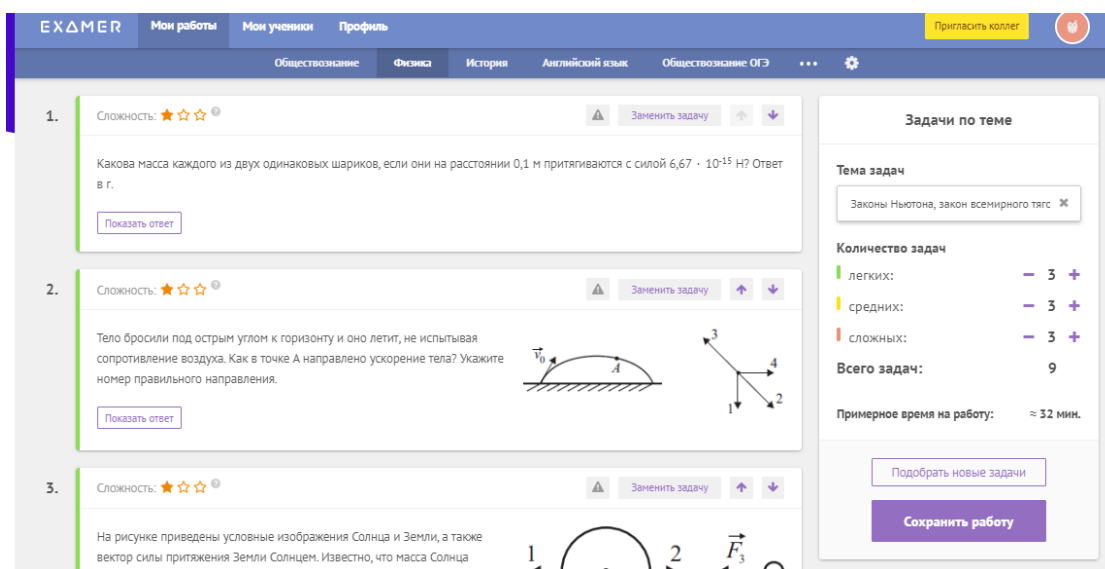 EXΔMER Мои работы Мои ученики Профиль Пригласить коллег
Обществознание Физика История Английский язык Обществознание ОГЭ •••
1. Сложность: ? Заменить задачу
Какова масса каждого из двух одинаковых шариков, если они на расстоянии 0,1 м притягиваются с силой 6,67 · 10⁻¹⁵ Н? Ответ
в г.
Показать ответ
2. Сложность: ? Заменить задачу
Тело бросили под острым углом к горизонту и оно летит, не испытывая
сопротивление воздуха. Как в точке А направлено ускорение тела? Укажите
номер правильного направления.
Показать ответ
v⃗₀ A
3
4
1 2
3. Сложность: ? Заменить задачу
На рисунке приведены условные изображения Солнца и Земли, а также
вектор силы притяжения Земли Солнцем. Известно, что масса Солнца
1 2 F⃗₃
Задачи по теме
Тема задач
Законы Ньютона, закон всемирного тяго ✖
Количество задач
легких: − 3 +
средних: − 3 +
сложных: − 3 +
Всего задач: 9
Примерное время на работу: ≈ 32 мин.
Подобрать новые задачи
Сохранить работу